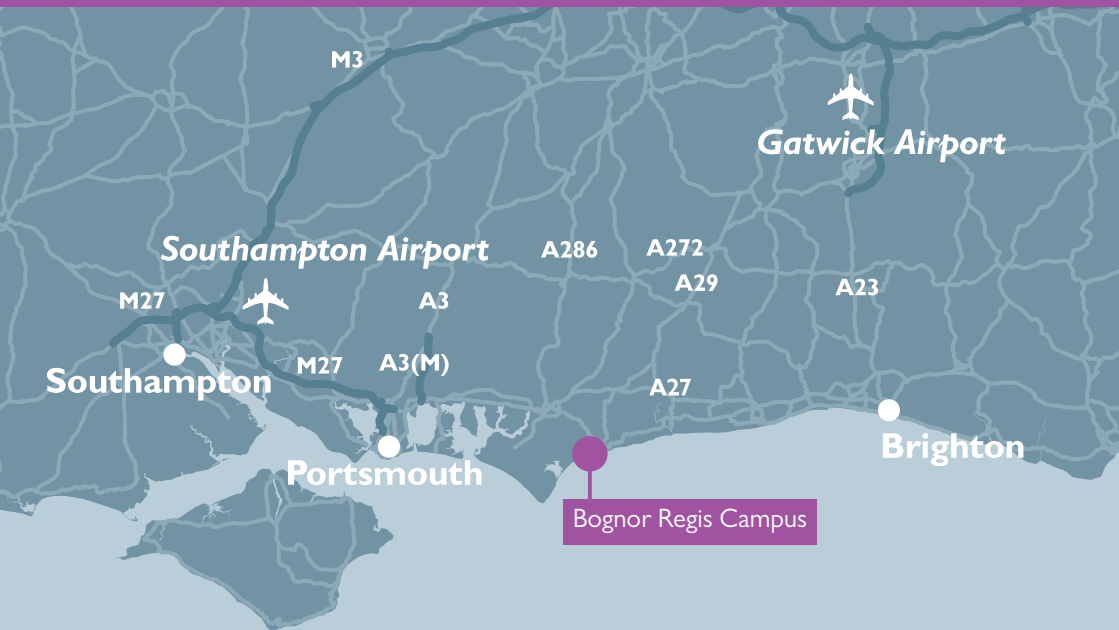 M3
Gatwick Airport
Southampton Airport
A286
A272
A29
A23
M27
A3
M27
A3(M)
Southampton
A27
Brighton
Portsmouth
Bognor Regis Campus